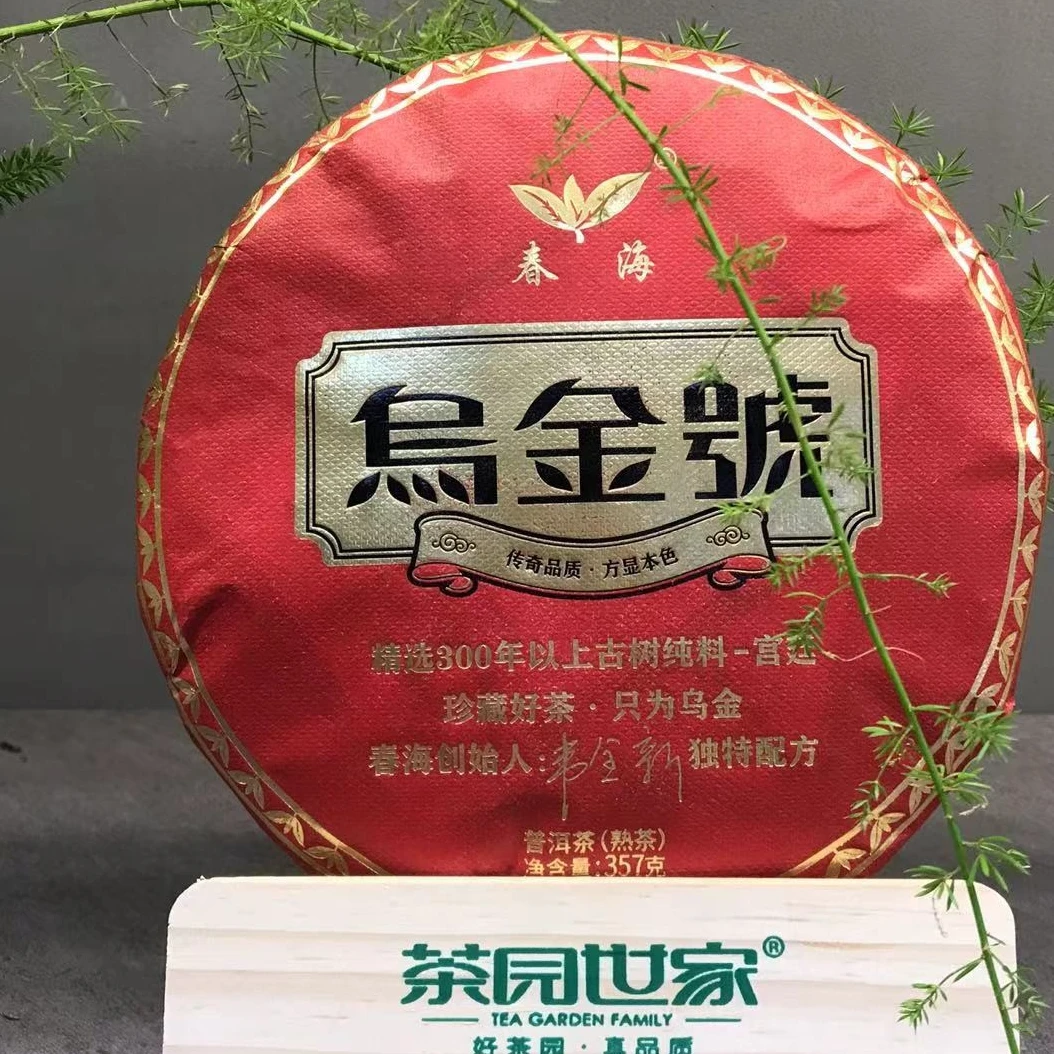 春海
烏金號
传奇品质·方显本色
精选300年以上古树纯料-宫廷
珍藏好茶·只为乌金
春海创始人:
独特配方
普洱茶(熟茶)
净含量:357克
茶园世家®
TEA GARDEN FAMILY
好茶园·真品质